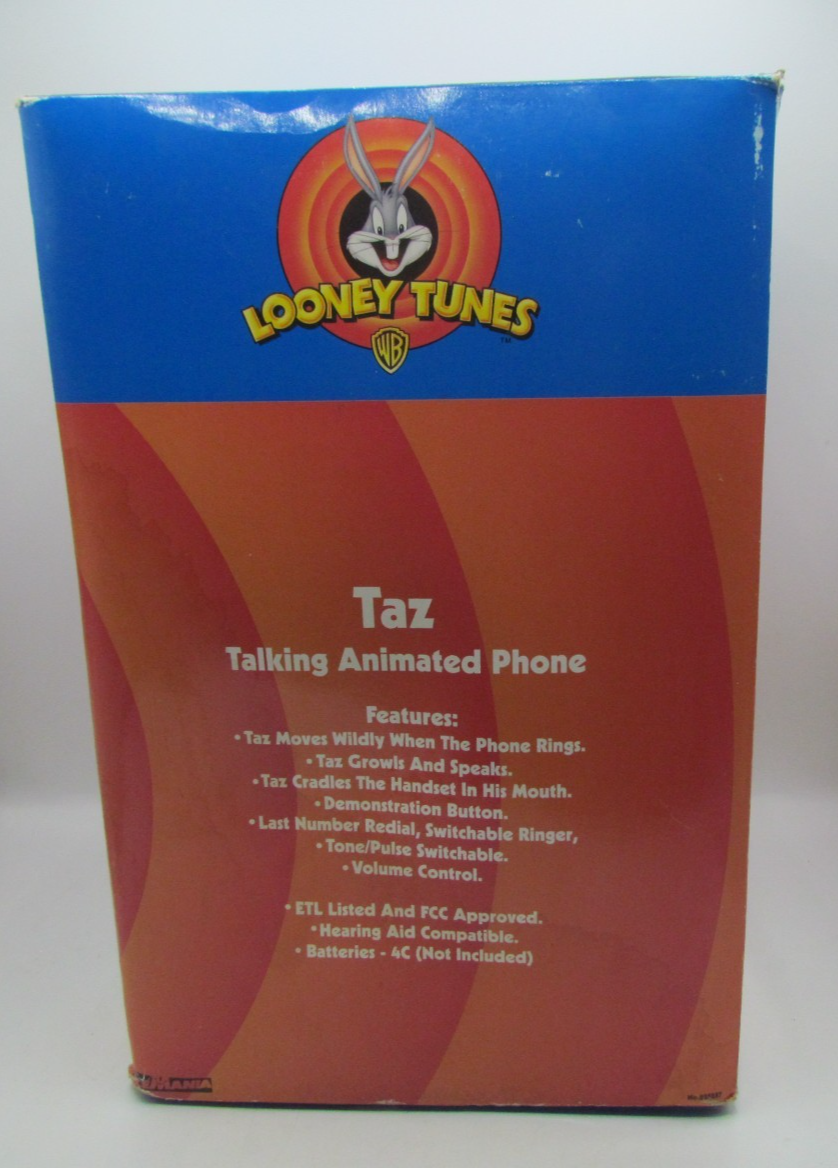 LOONEY TUNES
TM
WB
Taz
Talking Animated Phone
Features:
• Taz Moves Wildly When The Phone Rings.
• Taz Growls And Speaks.
• Taz Cradles The Handset In His Mouth.
• Demonstration Button.
• Last Number Redial, Switchable Ringer,
• Tone/Pulse Switchable.
• Volume Control.
• ETL Listed And FCC Approved.
• Hearing Aid Compatible.
• Batteries - 4C (Not Included)